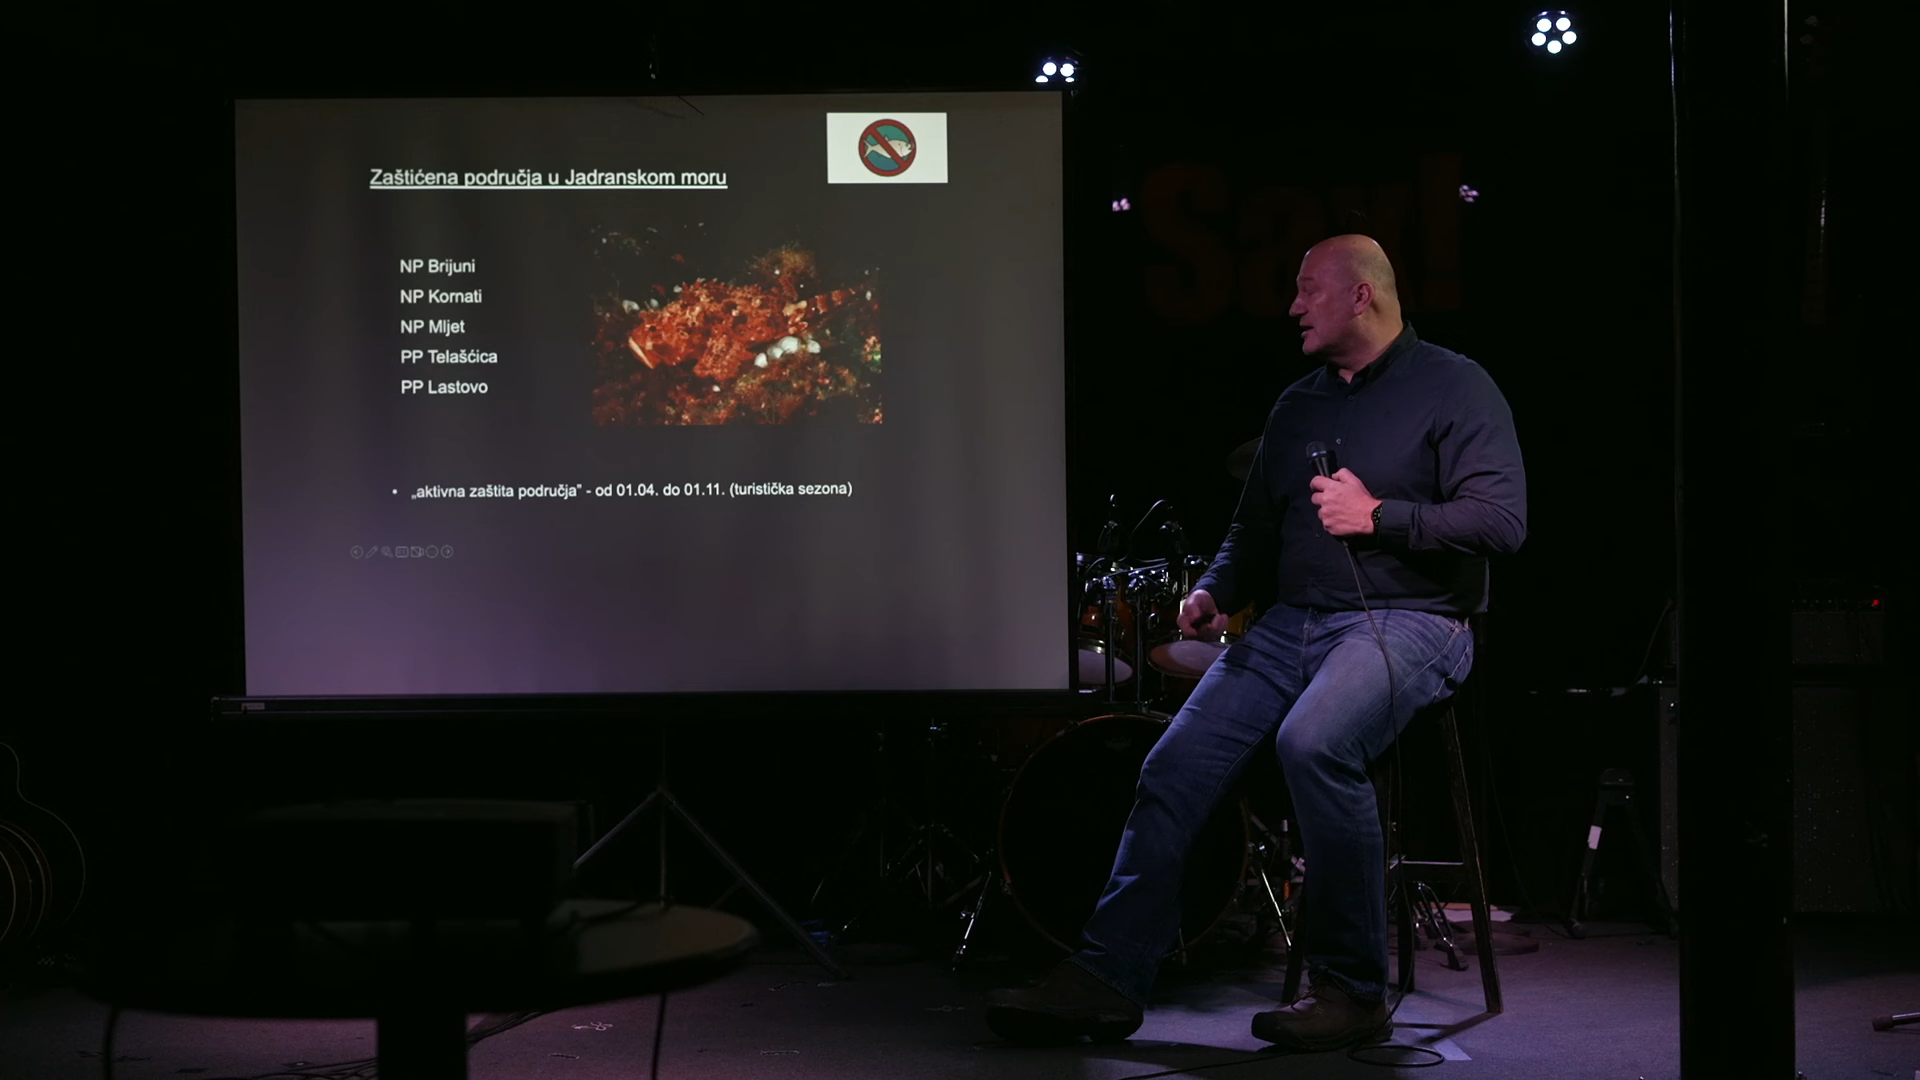 Zaštićena područja u Jadranskom moru
NP Brijuni
NP Kornati
NP Mljet
PP Telašćica
PP Lastovo
• „aktivna zaštita područja” - od 01.04. do 01.11. (turistička sezona)
Sax!